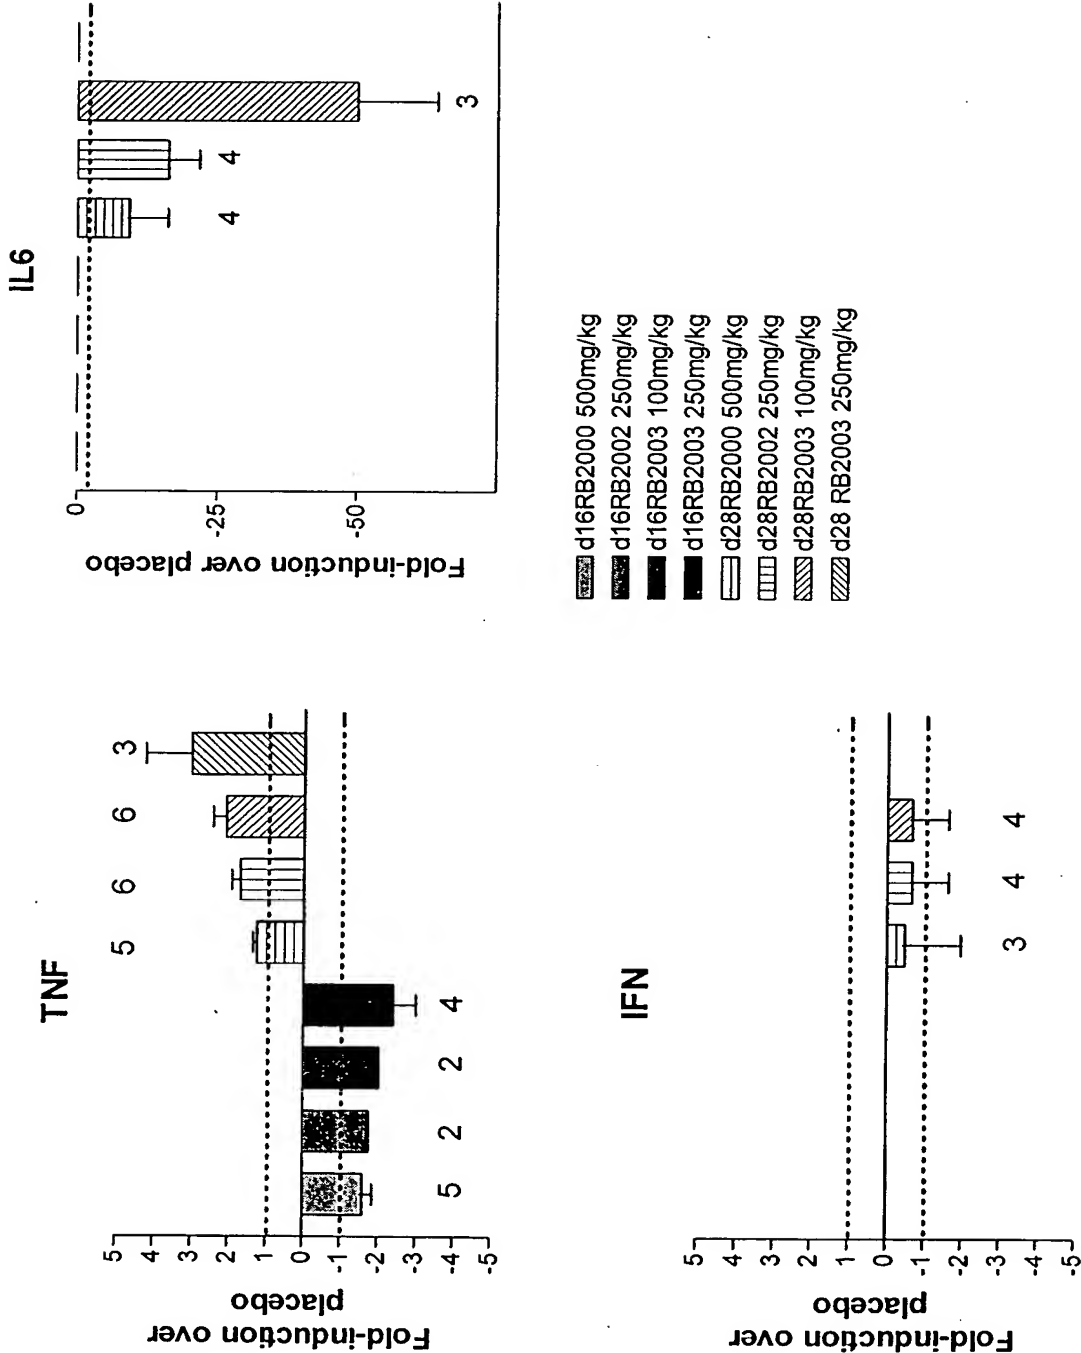 TNF
Fold-induction over
placebo
5
4
3
2
1
0
-1
-2
-3
-4
-5
5
2
2
4
5
6
6
3
IL6
Fold-induction over placebo
0
-25
-50
4
4
3
d16RB2000 500mg/kg
d16RB2002 250mg/kg
d16RB2003 100mg/kg
d16RB2003 250mg/kg
d28RB2000 500mg/kg
d28RB2002 250mg/kg
d28RB2003 100mg/kg
d28 RB2003 250mg/kg
IFN
Fold-induction over
placebo
5
4
3
2
1
0
-1
-2
-3
-4
-5
3
4
4